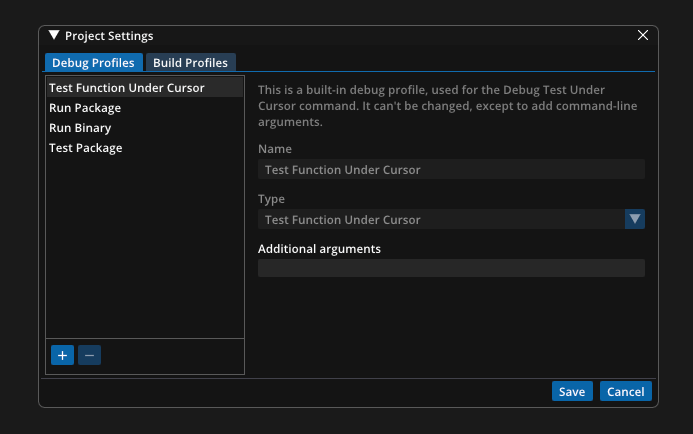 Project Settings
Debug Profiles
Build Profiles
Test Function Under Cursor
Run Package
Run Binary
Test Package
This is a built-in debug profile, used for the Debug Test Under
Cursor command. It can't be changed, except to add command-line
arguments.
Name
Test Function Under Cursor
Type
Test Function Under Cursor
Additional arguments
Save
Cancel